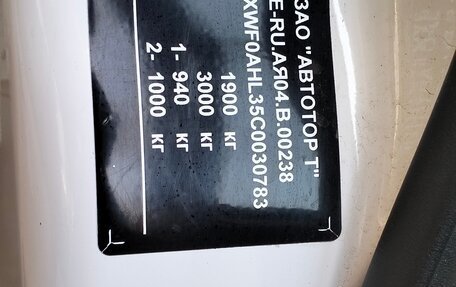 ЗАО "АВТОТОР Т"
E-RU.АЯ04.В.00238
XWF0AHL35C0030783
1900 кг
3000 кг
1- 940 кг
2- 1000 кг